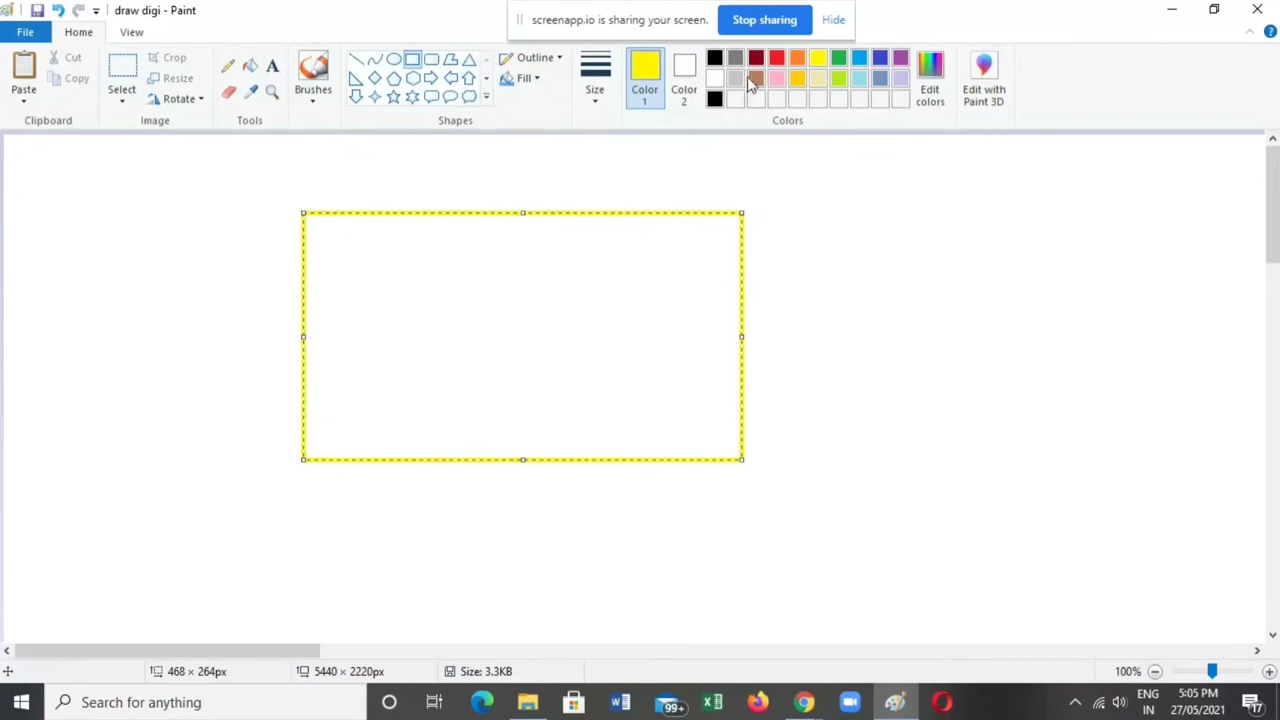 draw digi - Paint
screenapp.io is sharing your screen.
Stop sharing
Hide
File
Home
View
Paste
Cut
Copy
Clipboard
Select
Crop
Resize
Rotate
Image
Tools
Brushes
Shapes
Outline
Fill
Size
Color
1
Color
2
Colors
Edit
colors
Edit with
Paint 3D
468 × 264px
5440 × 2220px
Size: 3.3KB
100%
Search for anything
99+
ENG
IN
5:05 PM
27/05/2021
17